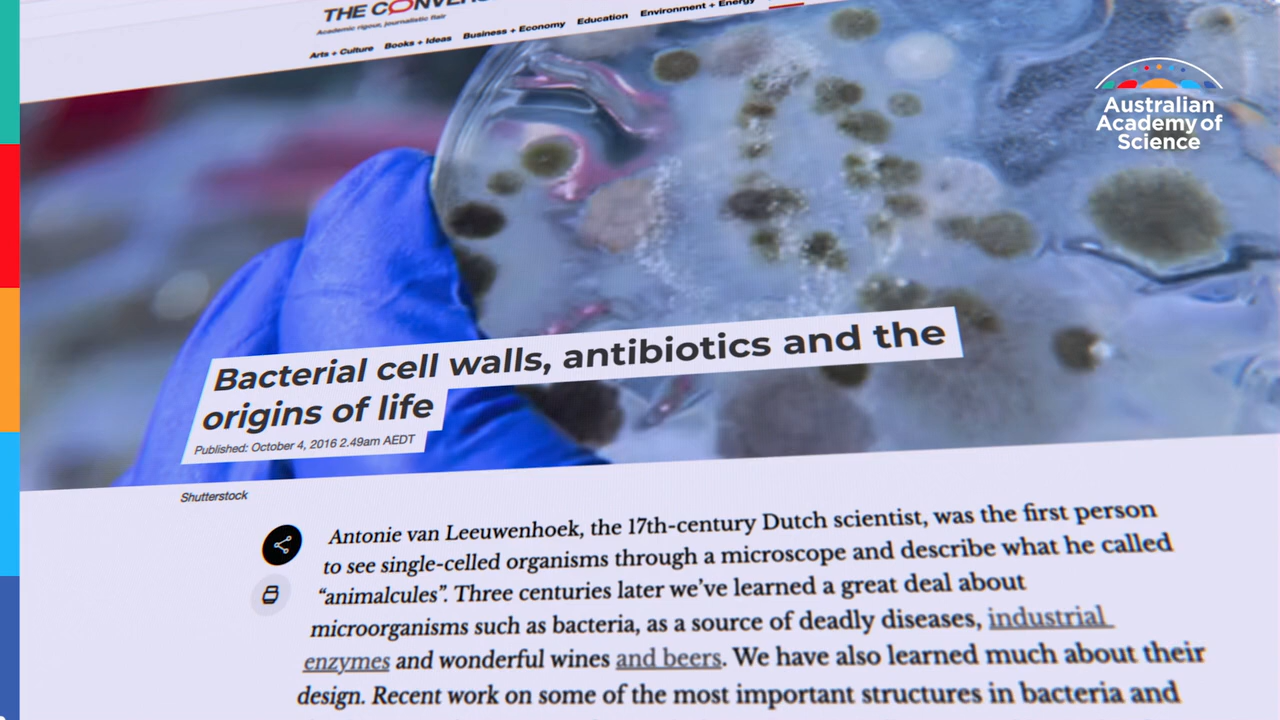 THE CONVERS
Academic rigour, journalistic flair
Arts + Culture Books + Ideas Business + Economy Education Environment + Energy
Australian
Academy of
Science
Bacterial cell walls, antibiotics and the
origins of life
Published: October 4, 2016 2.49am AEDT
Shutterstock
Antonie van Leeuwenhoek, the 17th-century Dutch scientist, was the first person
to see single-celled organisms through a microscope and describe what he called
“animalcules”. Three centuries later we’ve learned a great deal about
microorganisms such as bacteria, as a source of deadly diseases, industrial
enzymes and wonderful wines and beers. We have also learned much about their
design. Recent work on some of the most important structures in bacteria and